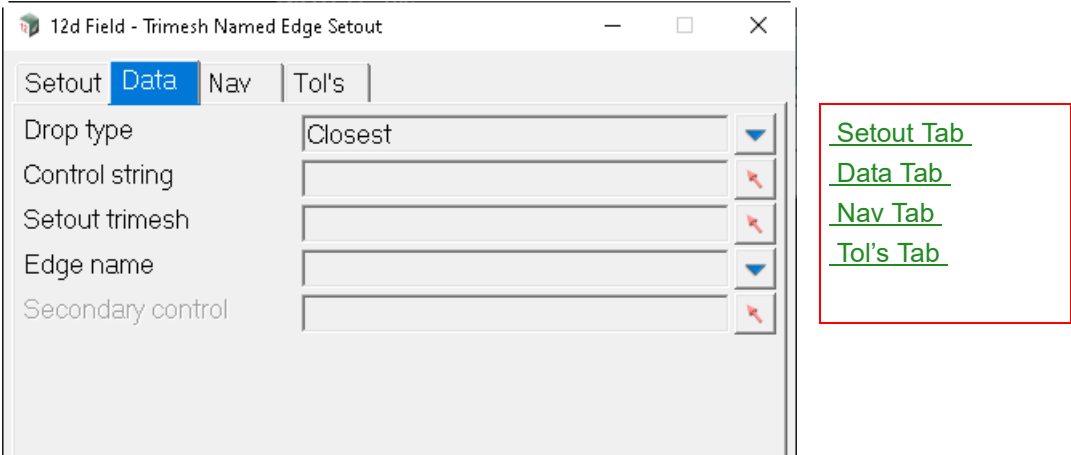 12d Field - Trimesh Named Edge Setout
Setout Data Nav Tol's
Drop type Closest
Control string
Setout trimesh
Edge name
Secondary control
Setout Tab
Data Tab
Nav Tab
Tol’s Tab